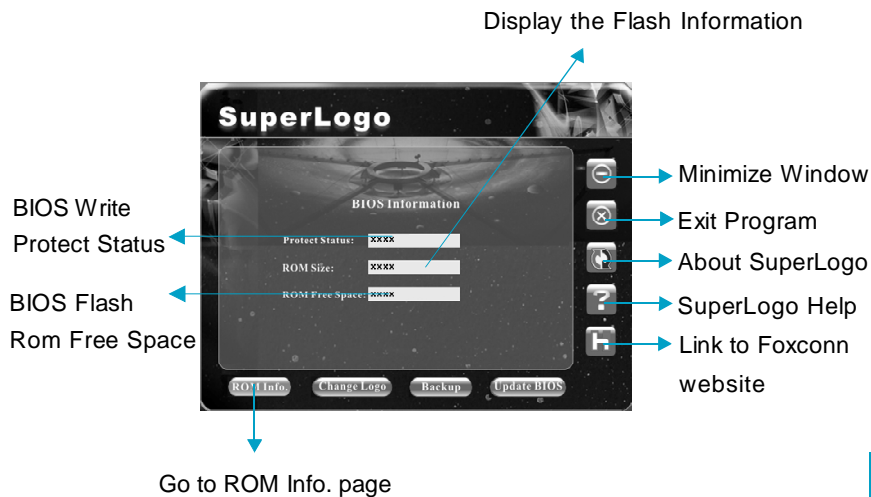 Display the Flash Information
SuperLogo
BIOS Information
Protect Status: xxxx
ROM Size: xxxx
ROM Free Space: xxxx
BIOS Write
Protect Status
BIOS Flash
Rom Free Space
Minimize Window
Exit Program
About SuperLogo
?
SuperLogo Help
Link to Foxconn
website
ROM Info.
Change Logo
Backup
Update BIOS
Go to ROM Info. page